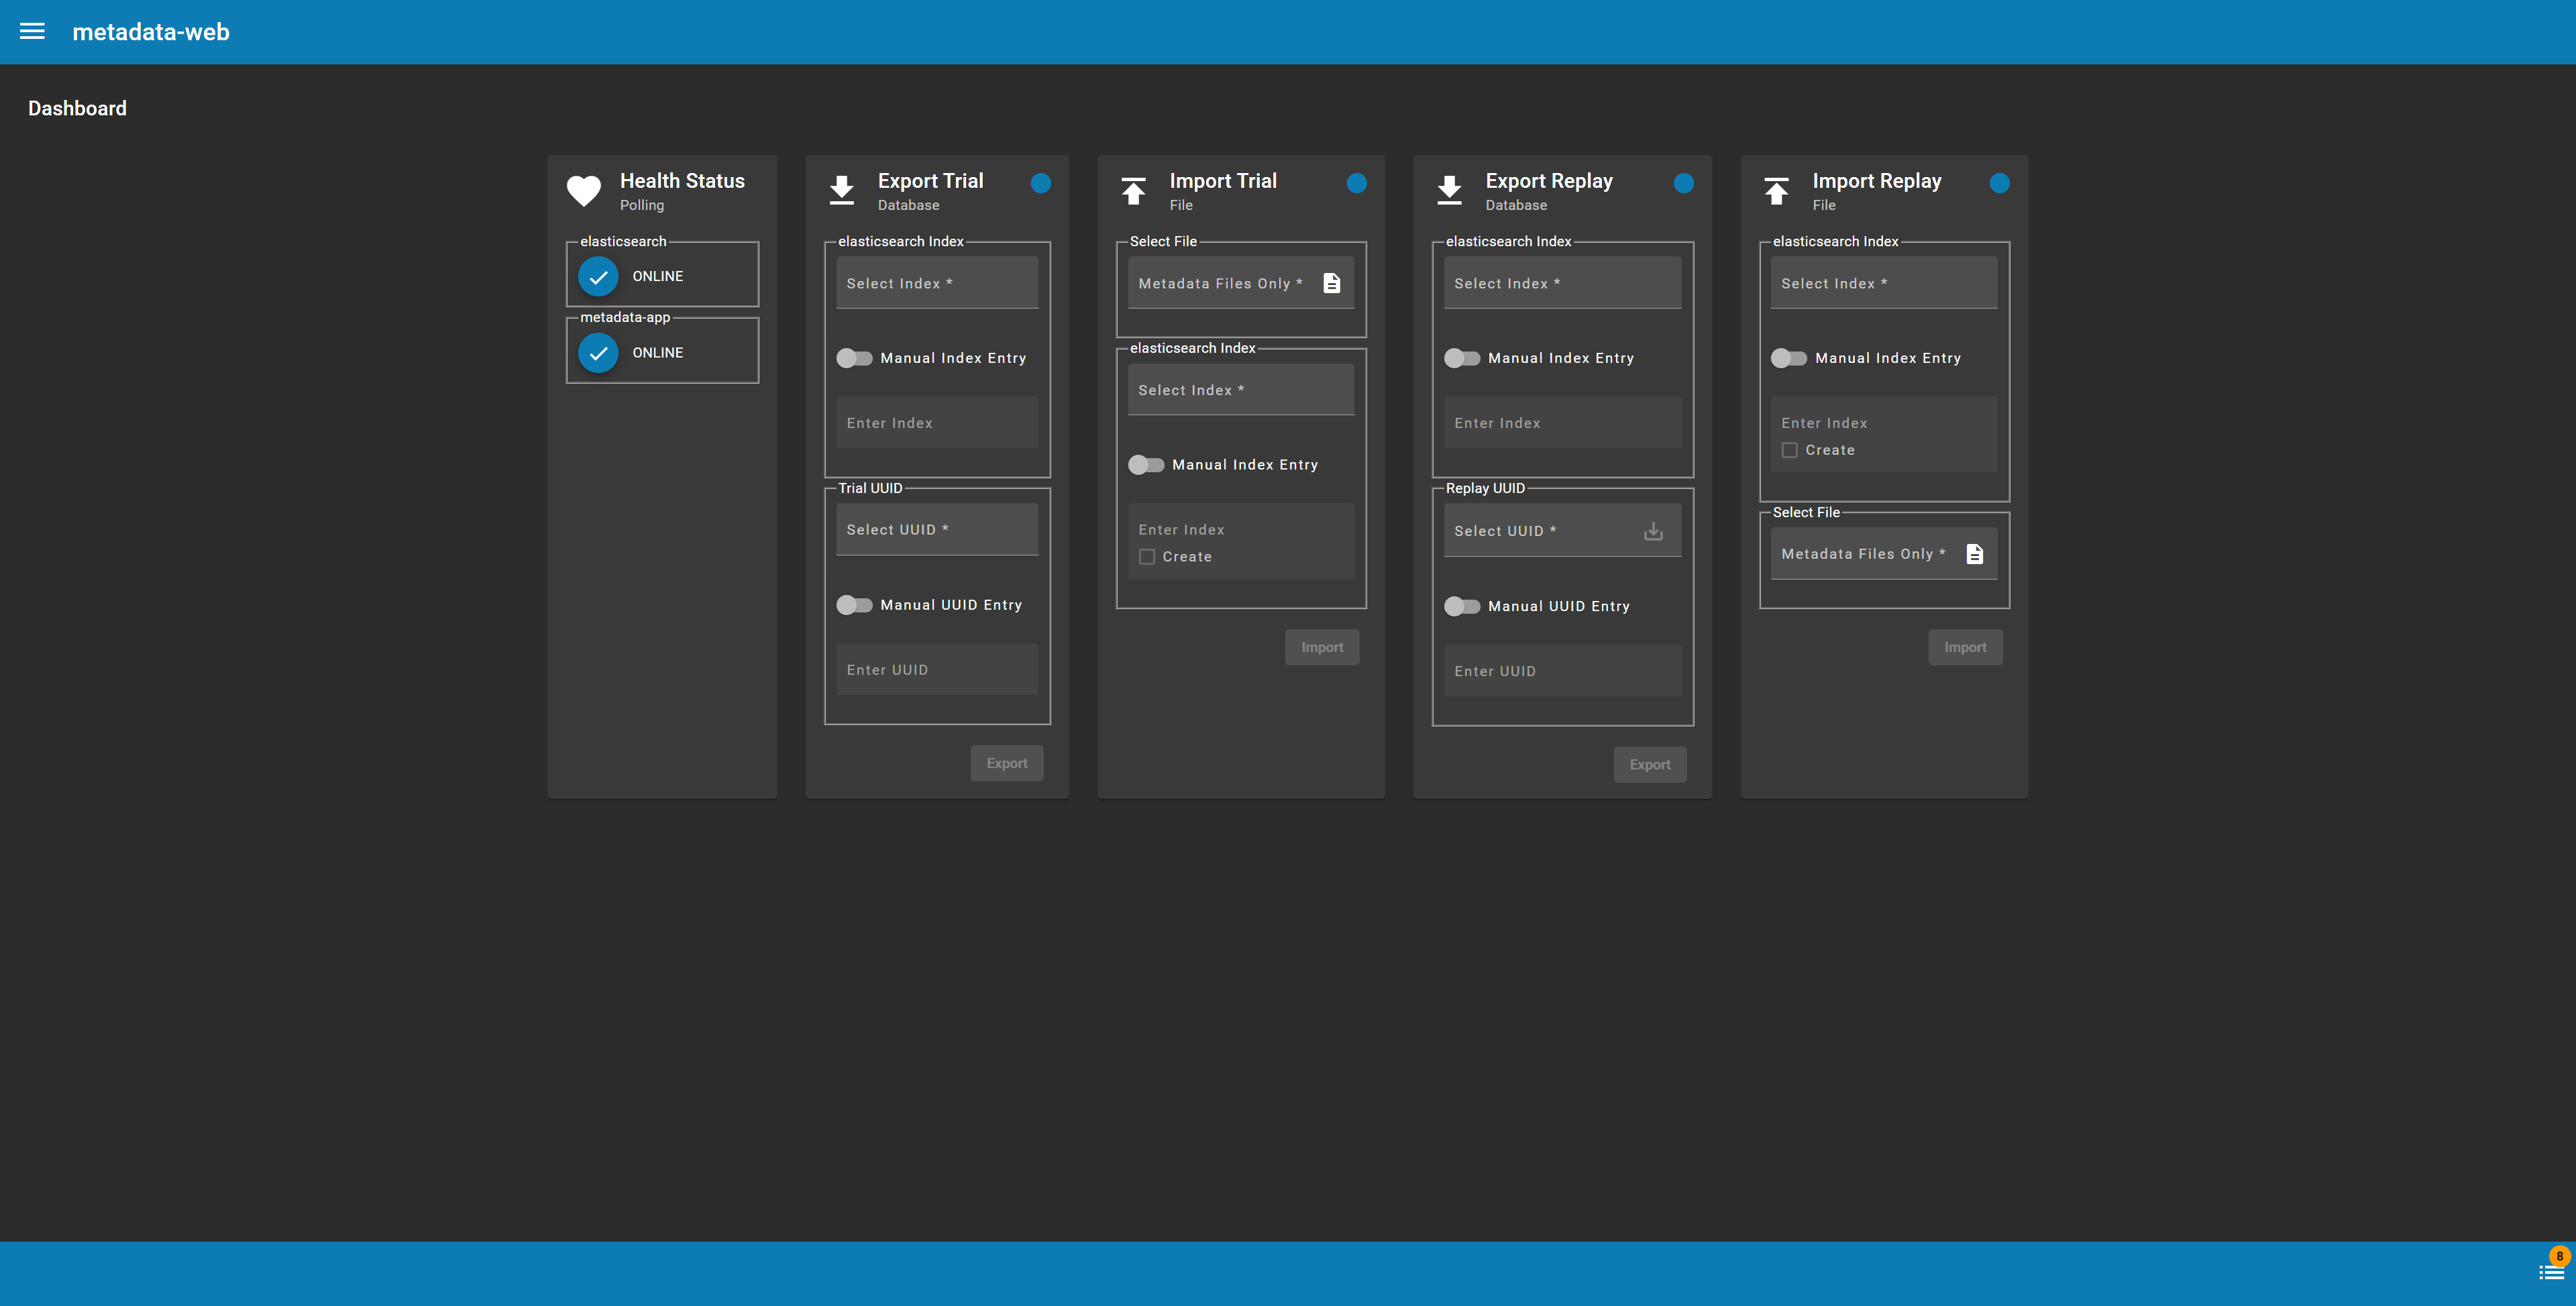 metadata-web
Dashboard
Health Status
Polling
elasticsearch
ONLINE
metadata-app
ONLINE
Export Trial
Database
elasticsearch Index
Select Index *
Manual Index Entry
Enter Index
Trial UUID
Select UUID *
Manual UUID Entry
Enter UUID
Export
Import Trial
File
Select File
Metadata Files Only *
elasticsearch Index
Select Index *
Manual Index Entry
Enter Index
Create
Import
Export Replay
Database
elasticsearch Index
Select Index *
Manual Index Entry
Enter Index
Replay UUID
Select UUID *
Manual UUID Entry
Enter UUID
Export
Import Replay
File
elasticsearch Index
Select Index *
Manual Index Entry
Enter Index
Create
Select File
Metadata Files Only *
Import
8